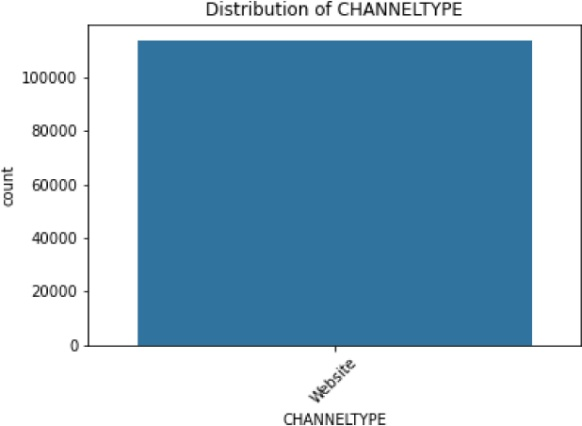 Distribution of CHANNELTYPE
100000
80000
60000
40000
20000
0
count
Website
CHANNELTYPE